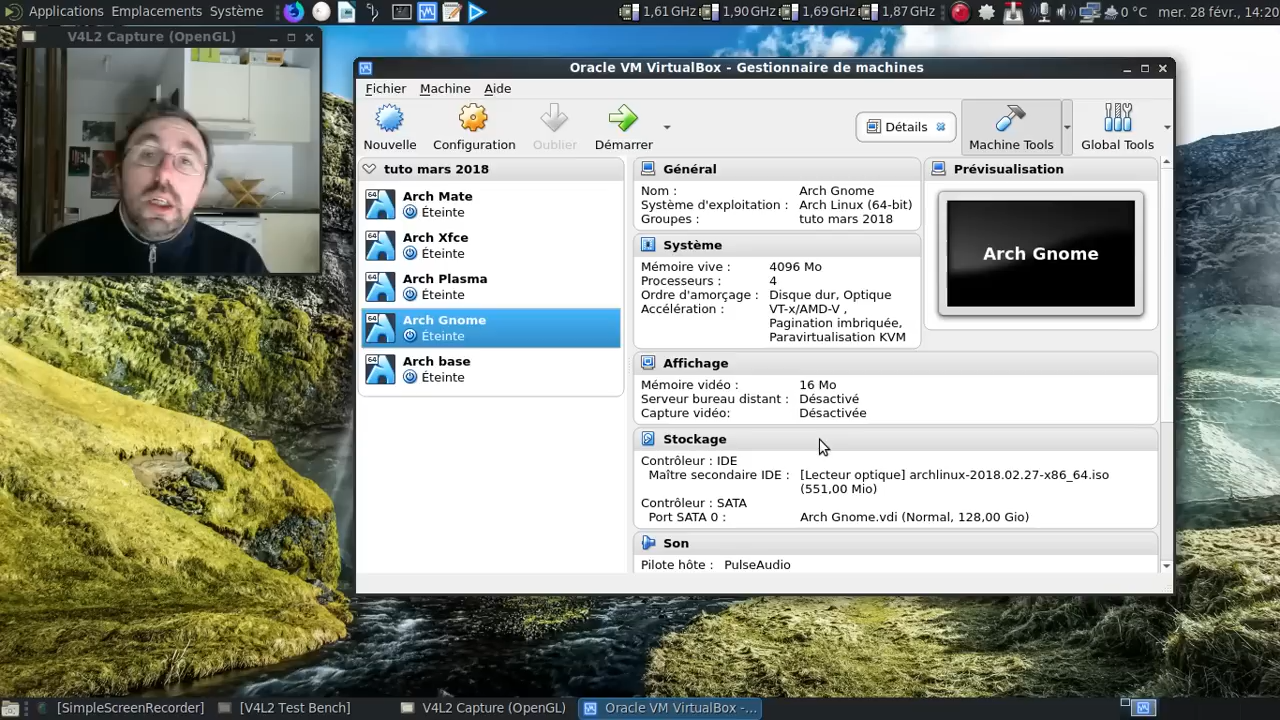 Applications Emplacements Système
1,61 GHz 1,90 GHz 1,69 GHz 1,87 GHz 0 °C mer. 28 févr., 14:20
V4L2 Capture (OpenGL)
Oracle VM VirtualBox - Gestionnaire de machines
Fichier Machine Aide
Nouvelle Configuration Oublier Démarrer Détails Machine Tools Global Tools
tuto mars 2018
64 Arch Mate
Éteinte
64 Arch Xfce
Éteinte
64 Arch Plasma
Éteinte
64 Arch Gnome
Éteinte
64 Arch base
Éteinte
Général
Nom : Arch Gnome
Système d'exploitation : Arch Linux (64-bit)
Groupes : tuto mars 2018
Système
Mémoire vive : 4096 Mo
Processeurs : 4
Ordre d'amorçage : Disque dur, Optique
Accélération : VT-x/AMD-V ,
Pagination imbriquée,
Paravirtualisation KVM
Prévisualisation
Arch Gnome
Affichage
Mémoire vidéo : 16 Mo
Serveur bureau distant : Désactivé
Capture vidéo: Désactivée
Stockage
Contrôleur : IDE
Maître secondaire IDE : [Lecteur optique] archlinux-2018.02.27-x86_64.iso
(551,00 Mio)
Contrôleur : SATA
Port SATA 0 : Arch Gnome.vdi (Normal, 128,00 Gio)
Son
Pilote hôte : PulseAudio
[SimpleScreenRecorder] [V4L2 Test Bench] V4L2 Capture (OpenGL) Oracle VM VirtualBox -...